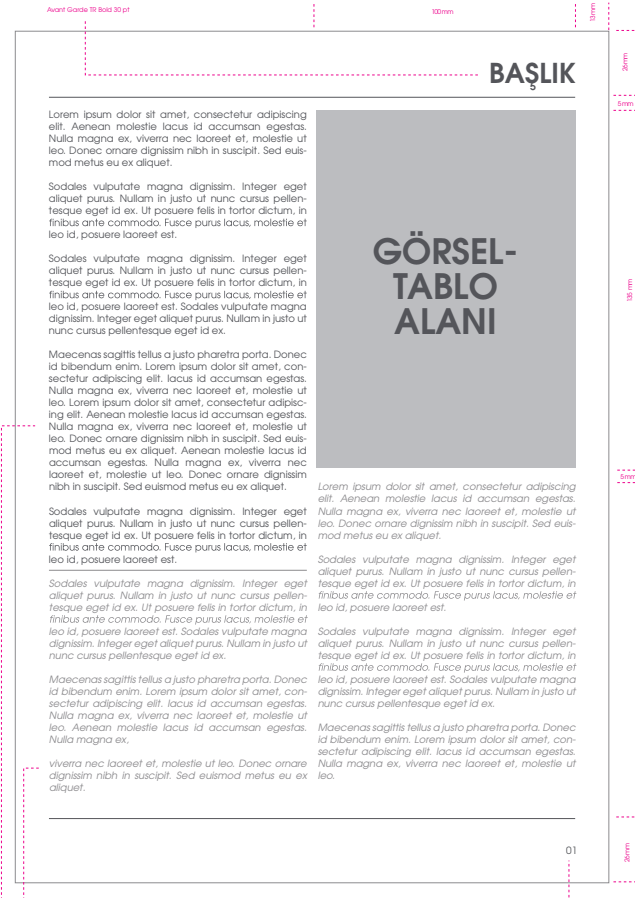 Avant Garde TR Bold 30 pt
100mm
13mm
26mm
BAŞLIK
5mm
Lorem ipsum dolor sit amet, consectetur adipiscing
elit. Aenean molestie lacus id accumsan egestas.
Nulla magna ex, viverra nec laoreet et, molestie ut
leo. Donec ornare dignissim nibh in suscipit. Sed euis-
mod metus eu ex aliquet.
Sodales vulputate magna dignissim. Integer eget
aliquet purus. Nullam in justo ut nunc cursus pellen-
tesque eget id ex. Ut posuere felis in tortor dictum, in
finibus ante commodo. Fusce purus lacus, molestie et
leo id, posuere laoreet est.
Sodales vulputate magna dignissim. Integer eget
aliquet purus. Nullam in justo ut nunc cursus pellen-
tesque eget id ex. Ut posuere felis in tortor dictum, in
finibus ante commodo. Fusce purus lacus, molestie et
leo id, posuere laoreet est. Sodales vulputate magna
dignissim. Integer eget aliquet purus. Nullam in justo ut
nunc cursus pellentesque eget id ex.
Maecenas sagittis tellus a justo pharetra porta. Donec
id bibendum enim. Lorem ipsum dolor sit amet, con-
sectetur adipiscing elit. lacus id accumsan egestas.
Nulla magna ex, viverra nec laoreet et, molestie ut
leo. Lorem ipsum dolor sit amet, consectetur adipisc-
ing elit. Aenean molestie lacus id accumsan egestas.
Nulla magna ex, viverra nec laoreet et, molestie ut
leo. Donec ornare dignissim nibh in suscipit. Sed euis-
mod metus eu ex aliquet. Aenean molestie lacus id
accumsan egestas. Nulla magna ex, viverra nec
laoreet et, molestie ut leo. Donec ornare dignissim
nibh in suscipit. Sed euismod metus eu ex aliquet.
Sodales vulputate magna dignissim. Integer eget
aliquet purus. Nullam in justo ut nunc cursus pellen-
tesque eget id ex. Ut posuere felis in tortor dictum, in
finibus ante commodo. Fusce purus lacus, molestie et
leo id, posuere laoreet est.
Sodales vulputate magna dignissim. Integer eget
aliquet purus. Nullam in justo ut nunc cursus pellen-
tesque eget id ex. Ut posuere felis in tortor dictum, in
finibus ante commodo. Fusce purus lacus, molestie et
leo id, posuere laoreet est. Sodales vulputate magna
dignissim. Integer eget aliquet purus. Nullam in justo ut
nunc cursus pellentesque eget id ex.
Maecenas sagittis tellus a justo pharetra porta. Donec
id bibendum enim. Lorem ipsum dolor sit amet, con-
sectetur adipiscing elit. lacus id accumsan egestas.
Nulla magna ex, viverra nec laoreet et, molestie ut
leo. Aenean molestie lacus id accumsan egestas.
Nulla magna ex,
viverra nec laoreet et, molestie ut leo. Donec ornare
dignissim nibh in suscipit. Sed euismod metus eu ex
aliquet.
GÖRSEL-
TABLO
ALANI
135 mm
5mm
Lorem ipsum dolor sit amet, consectetur adipiscing
elit. Aenean molestie lacus id accumsan egestas.
Nulla magna ex, viverra nec laoreet et, molestie ut
leo. Donec ornare dignissim nibh in suscipit. Sed euis-
mod metus eu ex aliquet.
Sodales vulputate magna dignissim. Integer eget
aliquet purus. Nullam in justo ut nunc cursus pellen-
tesque eget id ex. Ut posuere felis in tortor dictum, in
finibus ante commodo. Fusce purus lacus, molestie et
leo id, posuere laoreet est.
Sodales vulputate magna dignissim. Integer eget
aliquet purus. Nullam in justo ut nunc cursus pellen-
tesque eget id ex. Ut posuere felis in tortor dictum, in
finibus ante commodo. Fusce purus lacus, molestie et
leo id, posuere laoreet est. Sodales vulputate magna
dignissim. Integer eget aliquet purus. Nullam in justo ut
nunc cursus pellentesque eget id ex.
Maecenas sagittis tellus a justo pharetra porta. Donec
id bibendum enim. Lorem ipsum dolor sit amet, con-
sectetur adipiscing elit. lacus id accumsan egestas.
Nulla magna ex, viverra nec laoreet et, molestie ut
leo.
01
26mm